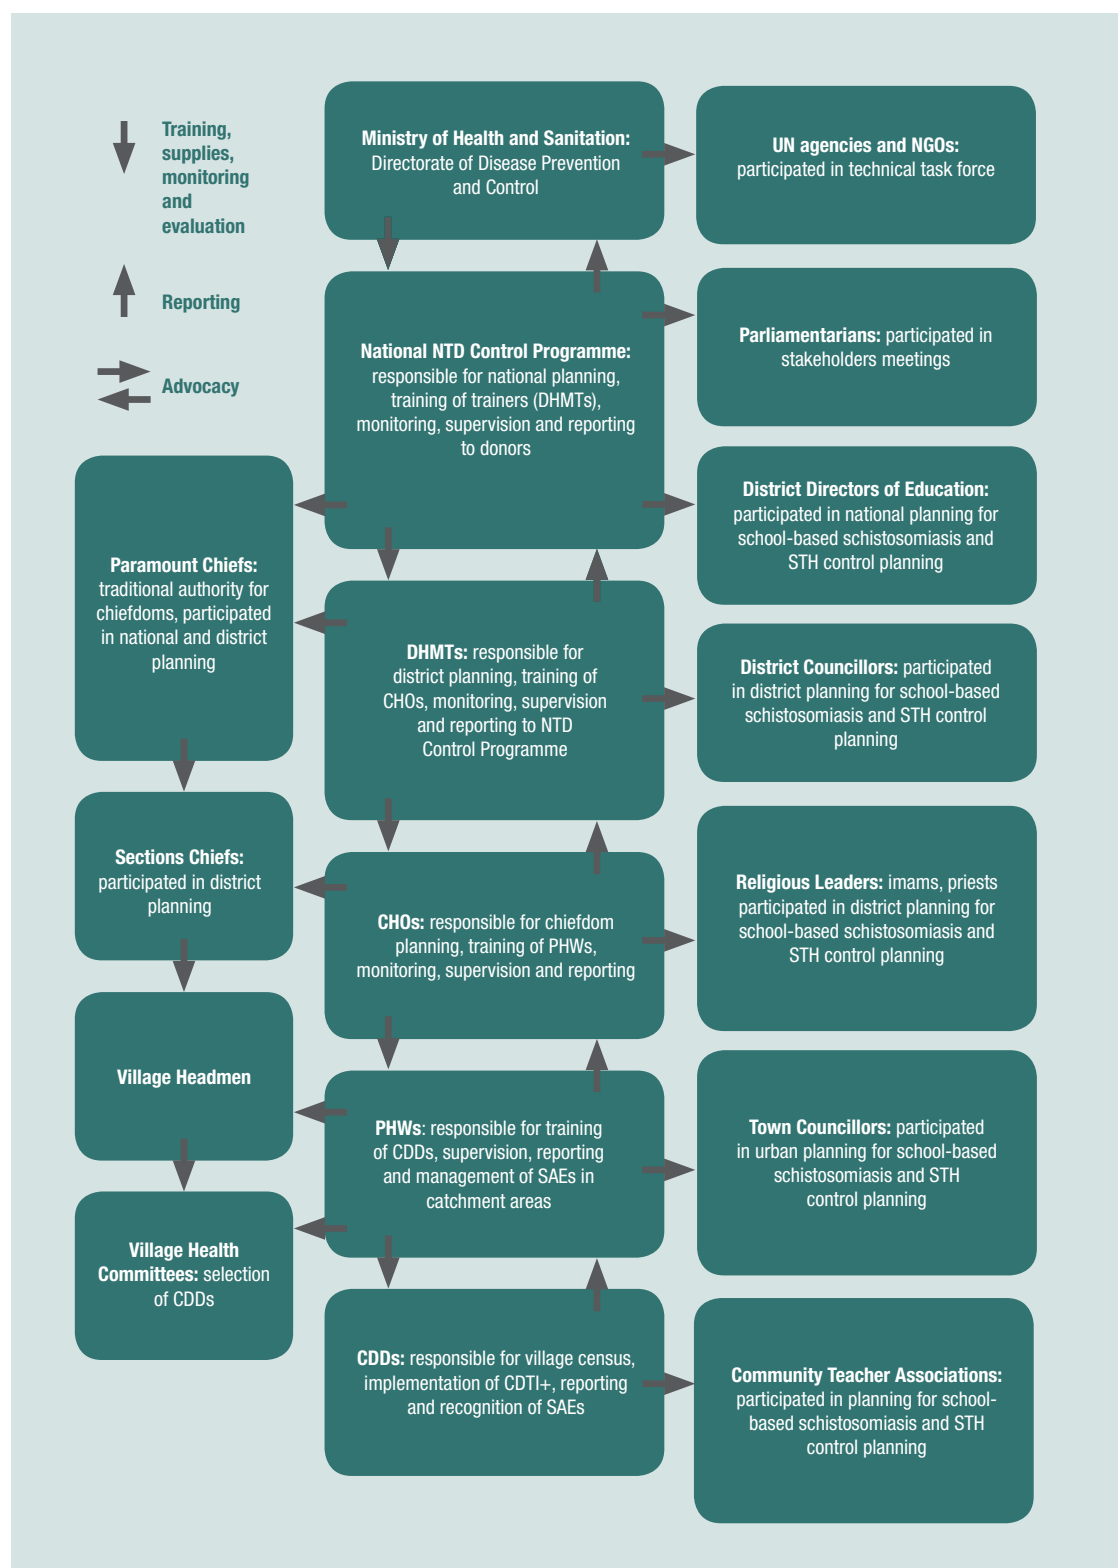 Training,
supplies,
monitoring
and
evaluation
Reporting
Advocacy
Ministry of Health and Sanitation:
Directorate of Disease Prevention
and Control
UN agencies and NGOs:
participated in technical task force
National NTD Control Programme:
responsible for national planning,
training of trainers (DHMTs),
monitoring, supervision and reporting
to donors
Parliamentarians: participated in
stakeholders meetings
District Directors of Education:
participated in national planning for
school-based schistosomiasis and
STH control planning
Paramount Chiefs:
traditional authority for
chiefdoms, participated
in national and district
planning
DHMTs: responsible for
district planning, training of
CHOs, monitoring, supervision
and reporting to NTD
Control Programme
District Councillors: participated
in district planning for school-based
schistosomiasis and STH control
planning
Sections Chiefs:
participated in district
planning
CHOs: responsible for chiefdom
planning, training of PHWs,
monitoring, supervision and reporting
Religious Leaders: imams, priests
participated in district planning for
school-based schistosomiasis and
STH control planning
Village Headmen
PHWs: responsible for training
of CDDs, supervision, reporting
and management of SAEs in
catchment areas
Town Councillors: participated
in urban planning for school-based
schistosomiasis and STH
control planning
Village Health
Committees: selection
of CDDs
CDDs: responsible for village census,
implementation of CDTI+, reporting
and recognition of SAEs
Community Teacher Associations:
participated in planning for school-
based schistosomiasis and STH
control planning